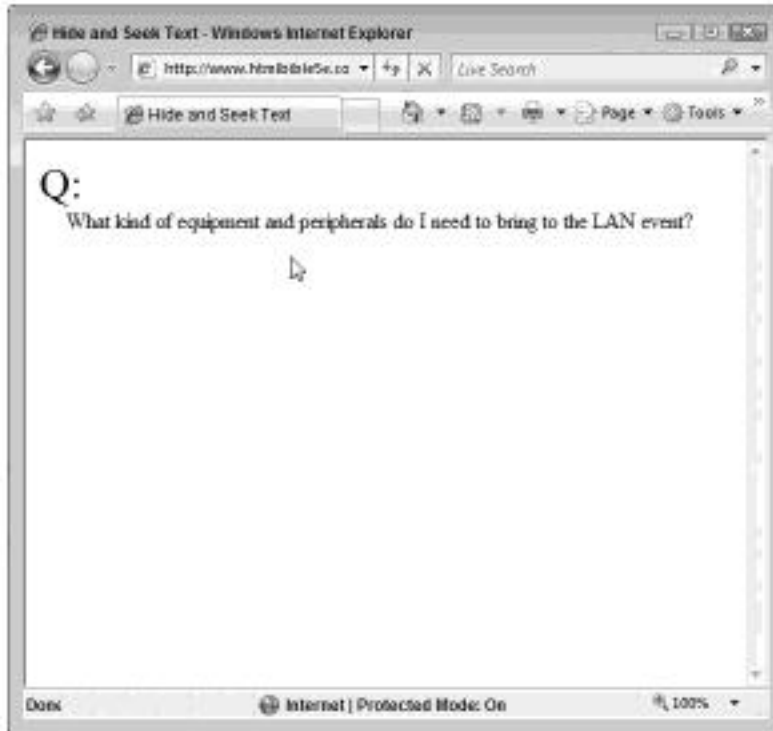 Hide and Seek Text - Windows Internet Explorer
http://www.htmlbible5e.co
Live Search
Hide and Seek Text
Page
Tools
Q:
What kind of equipment and peripherals do I need to bring to the LAN event?
Done
Internet | Protected Mode: On
100%